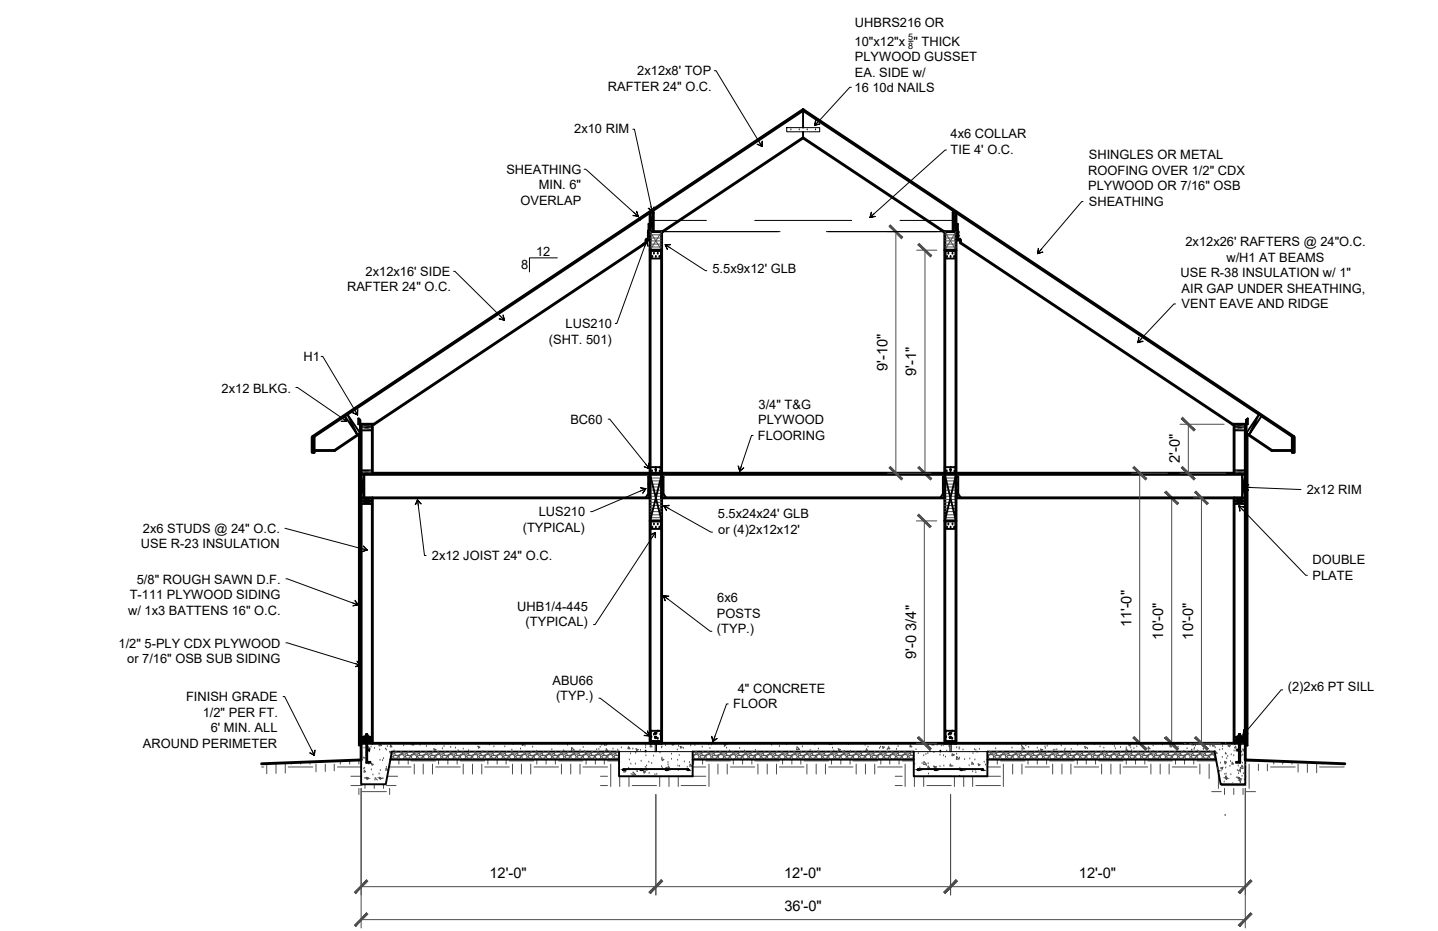 UHBRS216 OR
10"x12"x 5/8" THICK
PLYWOOD GUSSET
EA. SIDE w/
16 10d NAILS
2x12x8' TOP
RAFTER 24" O.C.
2x10 RIM
4x6 COLLAR
TIE 4' O.C.
SHEATHING
MIN. 6"
OVERLAP
SHINGLES OR METAL
ROOFING OVER 1/2" CDX
PLYWOOD OR 7/16" OSB
SHEATHING
12
8
2x12x16' SIDE
RAFTER 24" O.C.
5.5x9x12' GLB
2x12x26' RAFTERS @ 24"O.C.
w/H1 AT BEAMS
USE R-38 INSULATION w/ 1"
AIR GAP UNDER SHEATHING,
VENT EAVE AND RIDGE
LUS210
(SHT. 501)
H1
2x12 BLKG.
9'-10"
9'-1"
BC60
3/4" T&G
PLYWOOD
FLOORING
2'-0"
2x12 RIM
LUS210
(TYPICAL)
5.5x24x24' GLB
or (4)2x12x12'
2x6 STUDS @ 24" O.C.
USE R-23 INSULATION
2x12 JOIST 24" O.C.
DOUBLE
PLATE
5/8" ROUGH SAWN D.F.
T-111 PLYWOOD SIDING
w/ 1x3 BATTENS 16" O.C.
UHB1/4-445
(TYPICAL)
6x6
POSTS
(TYP.)
9'-0 3/4"
11'-0"
10'-0"
10'-0"
1/2" 5-PLY CDX PLYWOOD
or 7/16" OSB SUB SIDING
ABU66
(TYP.)
4" CONCRETE
FLOOR
(2)2x6 PT SILL
FINISH GRADE
1/2" PER FT.
6' MIN. ALL
AROUND PERIMETER
12'-0"
12'-0"
12'-0"
36'-0"